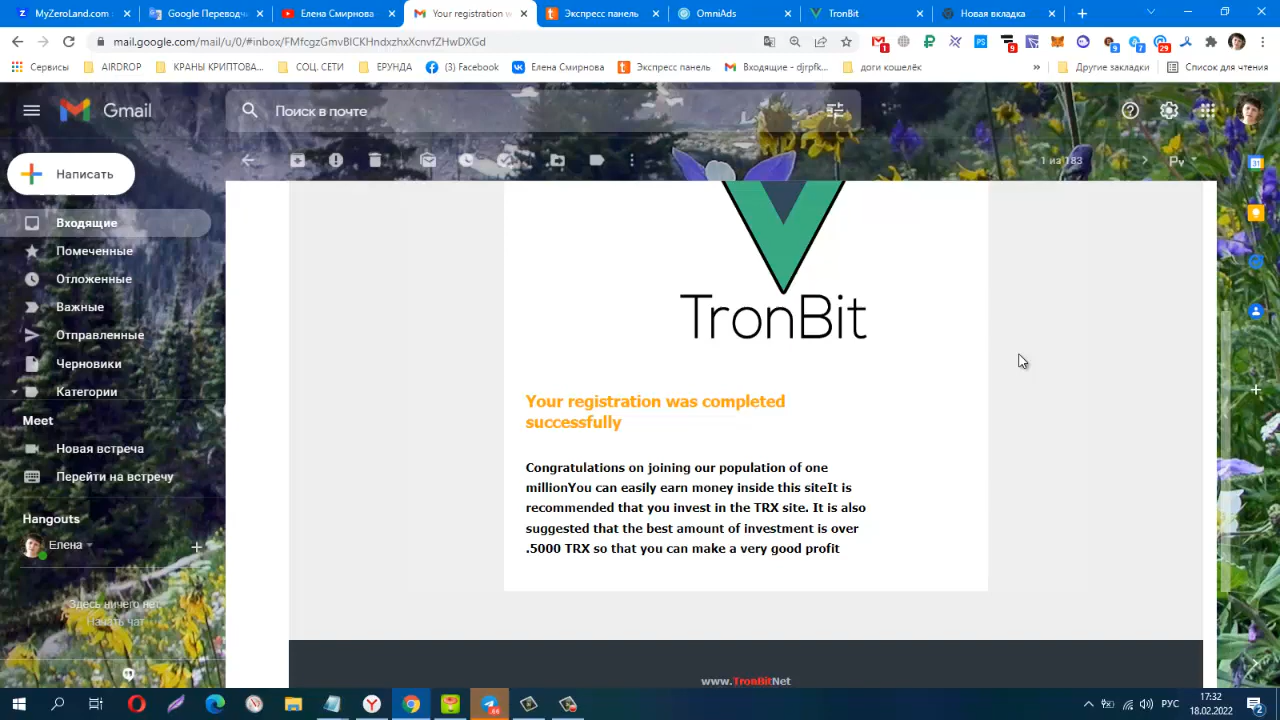 MyZeroLand.com
Google Переводч
Елена Смирнова
Your registration w
Экспресс панель
OmniAds
TronBit
Новая вкладка
mail.google.com/mail/u/0/#inbox/FMfcgzGmvBlCKHndxzhxXcnvfZHwDXGd
Сервисы
AIRDROP
КРАНЫ КРИПТОВА...
СОЦ. СЕТИ
ЕРУНДА
(3) Facebook
Елена Смирнова
Экспресс панель
Входящие - djrpfk...
доги кошелёк
»
Другие закладки
Список для чтения
Gmail
Поиск в почте
Написать
1 из 183
Входящие
Помеченные
Отложенные
Важные
Отправленные
Черновики
Категории
Meet
Новая встреча
Перейти на встречу
Hangouts
Елена
Здесь ничего нет.
Начать чат
TronBit
Your registration was completed
successfully
Congratulations on joining our population of one
millionYou can easily earn money inside this siteIt is
recommended that you invest in the TRX site. It is also
suggested that the best amount of investment is over
.5000 TRX so that you can make a very good profit
www.TronBitNet
РУС
17:32
18.02.2022